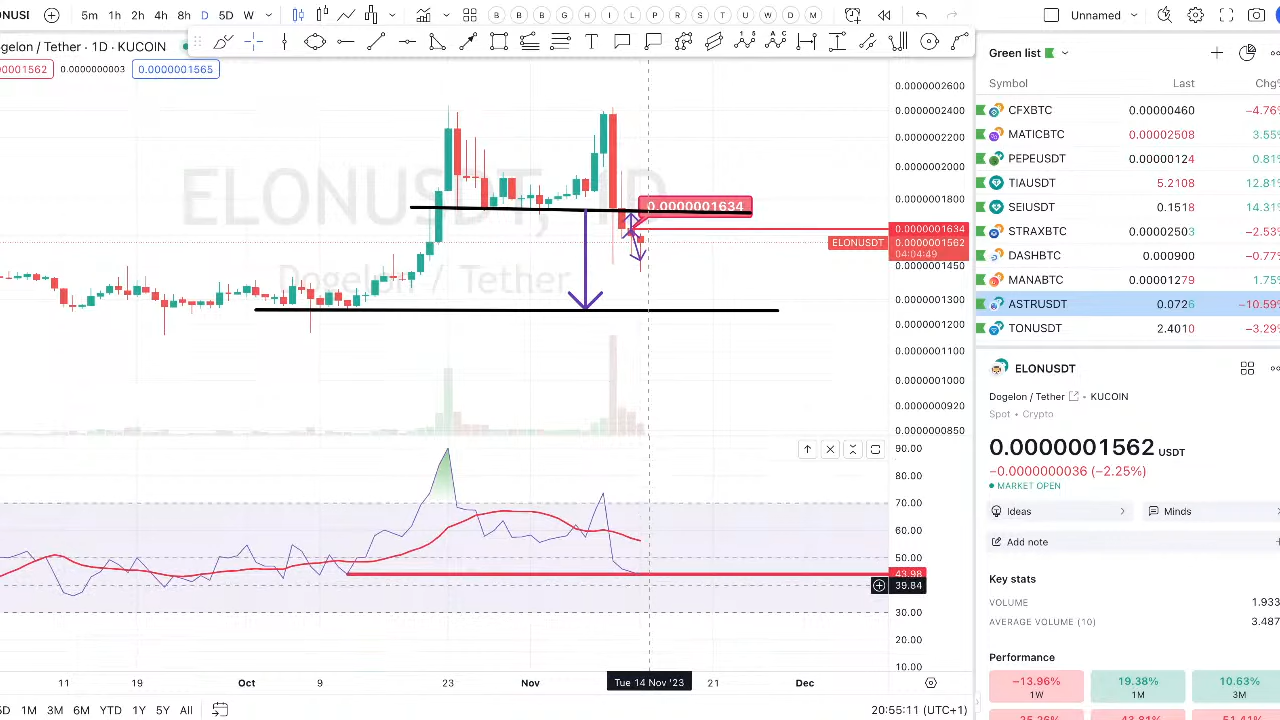 ONUSI 5m 1h 2h 4h 8h D 5D W B B G H I L P R S T U W D M Unnamed
ogelon / Tether · 1D · KUCOIN
0001562 0.0000000003 0.0000001565
ELONUSDT, 1D
Dogelon / Tether
0.0000001634
0.0000002600
0.0000002400
0.0000002200
0.0000002000
0.0000001800
0.0000001634
ELONUSDT 0.0000001562
04:04:49
0.0000001450
0.0000001300
0.0000001200
0.0000001100
0.0000001000
0.0000000920
0.0000000850
90.00
80.00
70.00
60.00
50.00
43.98
39.84
30.00
20.00
10.00
11 19 Oct 9 23 Nov Tue 14 Nov '23 21 Dec
5D 1M 3M 6M YTD 1Y 5Y All 20:55:11 (UTC+1)
Green list
Symbol Last Chg%
CFXBTC 0.00000460 −4.76%
MATICBTC 0.00002508 3.55%
PEPEUSDT 0.00000124 0.81%
TIAUSDT 5.2108 12.81%
SEIUSDT 0.1518 14.31%
STRAXBTC 0.00002503 −2.53%
DASHBTC 0.000900 −0.77%
MANABTC 0.00001279 1.75%
ASTRUSDT 0.0726 −10.59%
TONUSDT 2.4010 −3.29%
ELONUSDT
Dogelon / Tether · KUCOIN
Spot · Crypto
0.0000001562 USDT
−0.0000000036 (−2.25%)
MARKET OPEN
Ideas Minds
Add note
Key stats
VOLUME 1.933
AVERAGE VOLUME (10) 3.487
Performance
−13.96% 19.38% 10.63%
1W 1M 3M